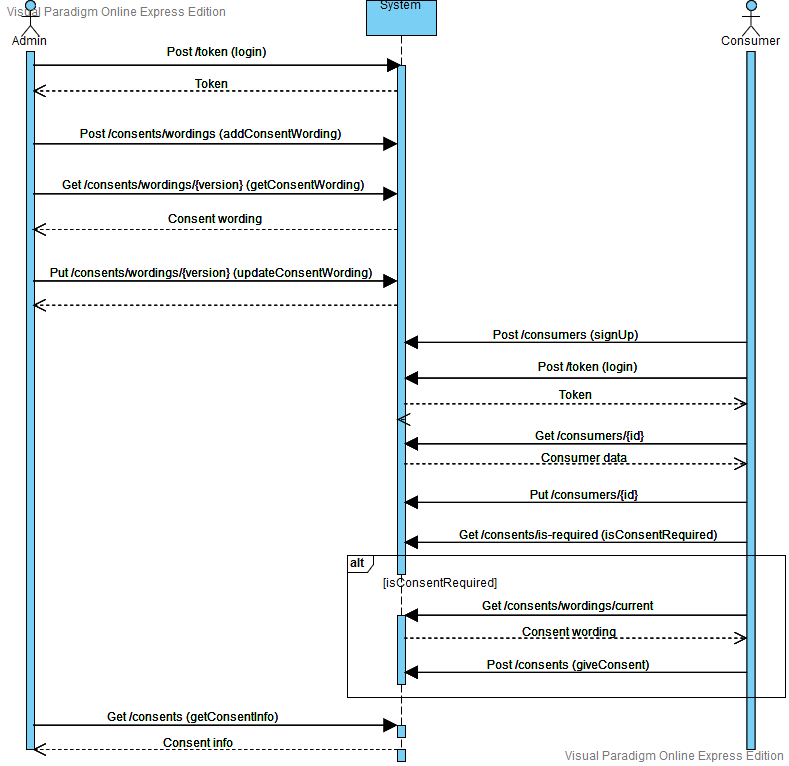 Visual Paradigm Online Express Edition
System
Admin
Consumer
Post /token (login)
Token
Post /consents/wordings (addConsentWording)
Get /consents/wordings/{version} (getConsentWording)
Consent wording
Put /consents/wordings/{version} (updateConsentWording)
Post /consumers (signUp)
Post /token (login)
Token
Get /consumers/{id}
Consumer data
Put /consumers/{id}
Get /consents/is-required (isConsentRequired)
alt
[isConsentRequired]
Get /consents/wordings/current
Consent wording
Post /consents (giveConsent)
Get /consents (getConsentInfo)
Consent info
Visual Paradigm Online Express Edition